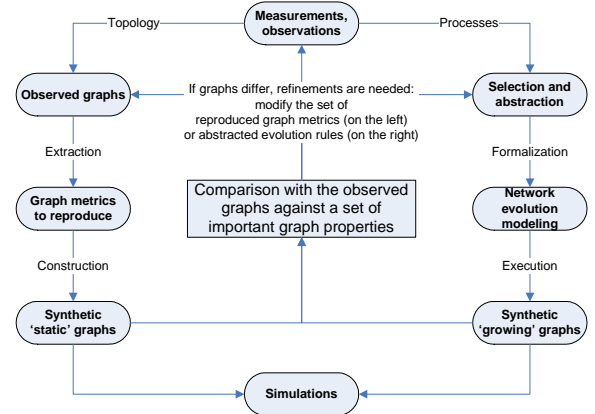 Measurements,
observations
Topology
Processes
Observed graphs
If graphs differ, refinements are needed:
modify the set of
reproduced graph metrics (on the left)
or abstracted evolution rules (on the right)
Selection and
abstraction
Extraction
Formalization
Graph metrics
to reproduce
Comparison with the observed
graphs against a set of
important graph properties
Network
evolution
modeling
Construction
Execution
Synthetic
‘static’ graphs
Synthetic
‘growing’ graphs
Simulations